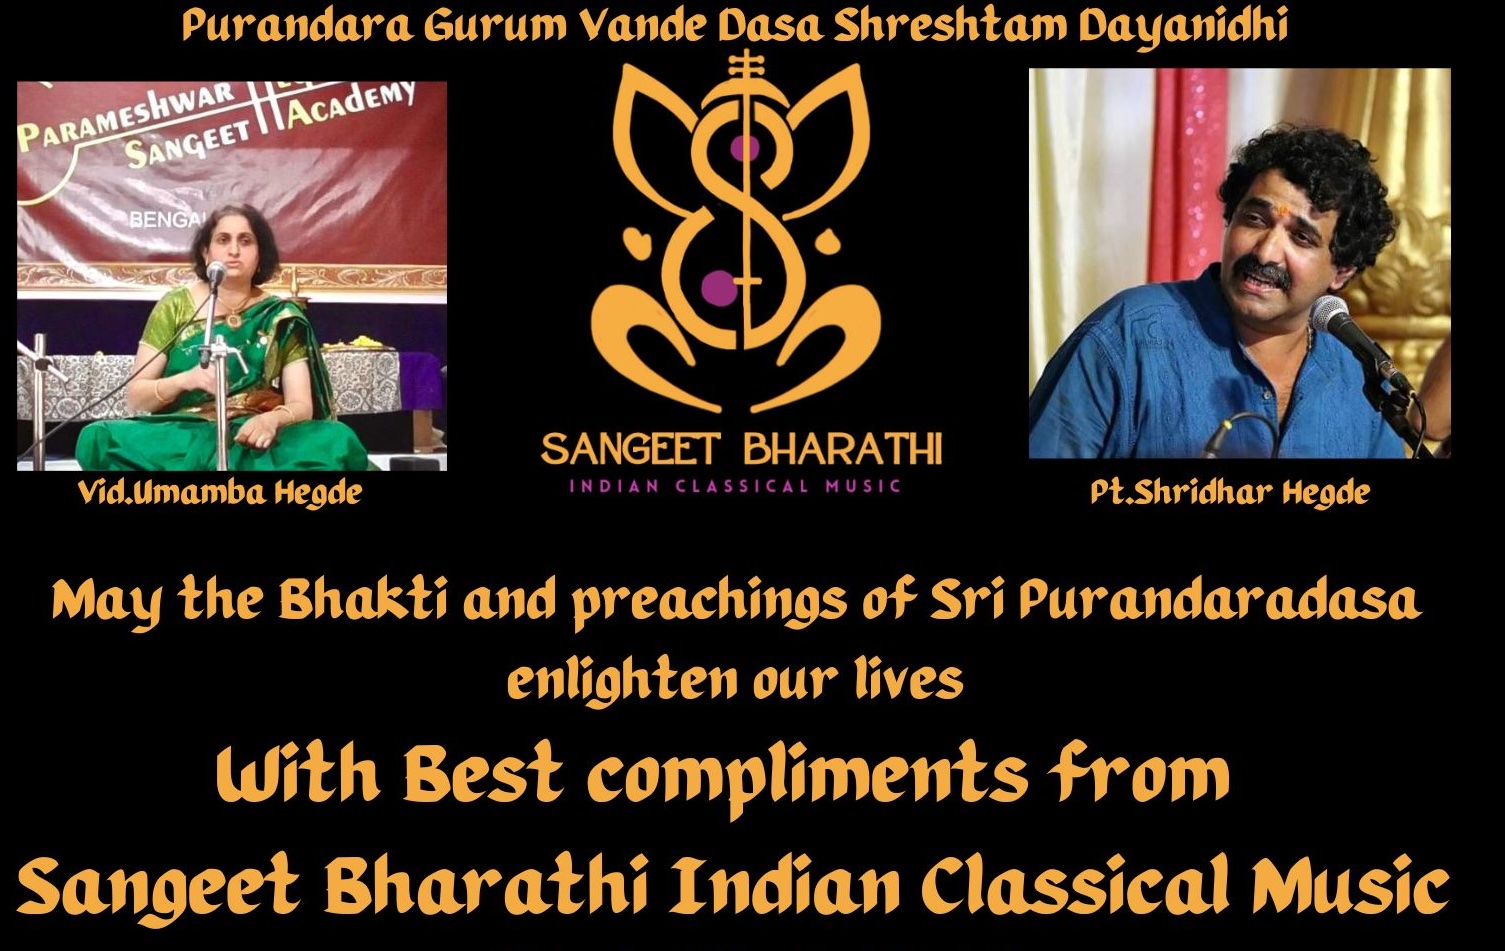 Purandara Gurum Vande Dasa Shreshtam Dayanidhi
PARAMESHWAR
SANGEET ACADEMY
SANGEET BHARATHI
INDIAN CLASSICAL MUSIC
Vid.Umamba Hegde
Pt.Shridhar Hegde
May the Bhakti and preachings of Sri Purandaradasa
enlighten our lives
With Best compliments from
Sangeet Bharathi Indian Classical Music